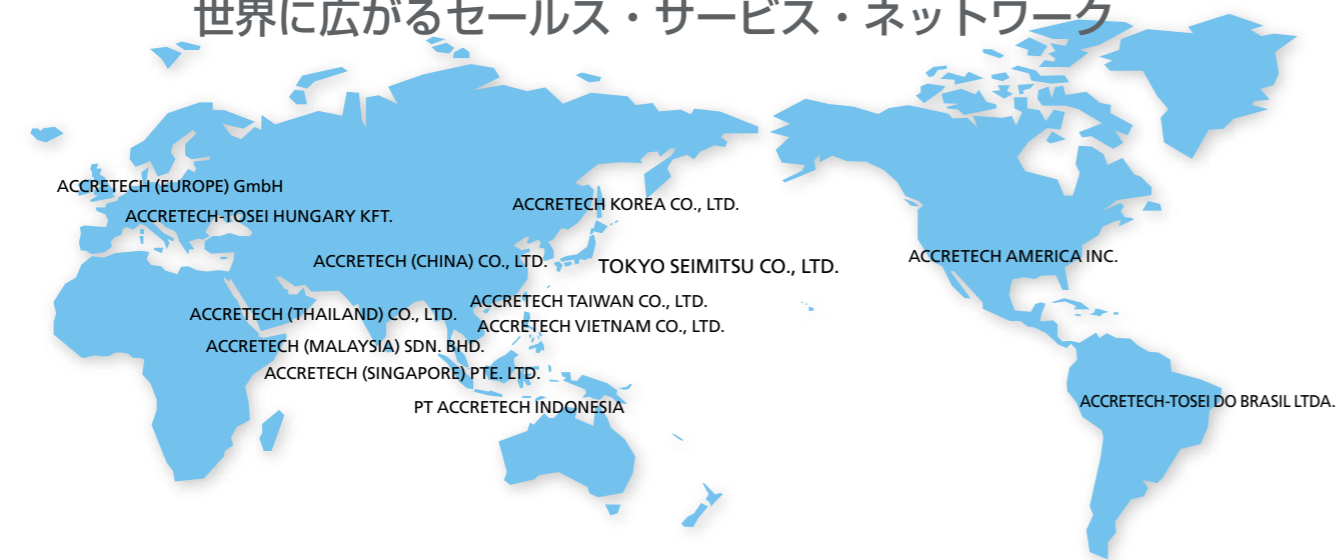 世界に広がるセールス・サービス・ネットワーク
ACCRETECH (EUROPE) GmbH
ACCRETECH-TOSEI HUNGARY KFT.
ACCRETECH KOREA CO., LTD.
ACCRETECH (CHINA) CO., LTD.
TOKYO SEIMITSU CO., LTD.
ACCRETECH AMERICA INC.
ACCRETECH TAIWAN CO., LTD.
ACCRETECH (THAILAND) CO., LTD.
ACCRETECH VIETNAM CO., LTD.
ACCRETECH (MALAYSIA) SDN. BHD.
ACCRETECH (SINGAPORE) PTE. LTD.
PT ACCRETECH INDONESIA
ACCRETECH-TOSEI DO BRASIL LTDA.